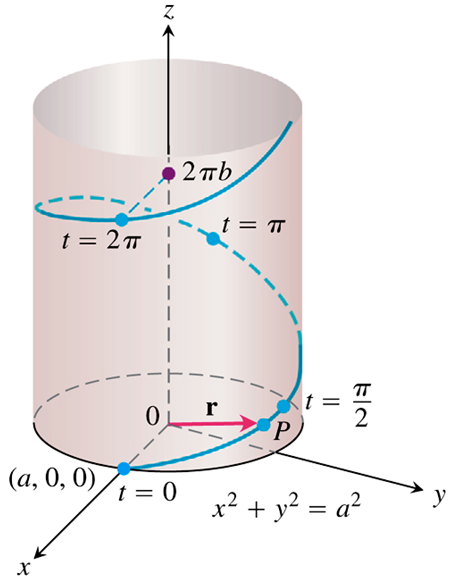 z
2πb
t = 2π
t = π
0
r
t = π/2
P
(a, 0, 0)
t = 0
x² + y² = a²
y
x